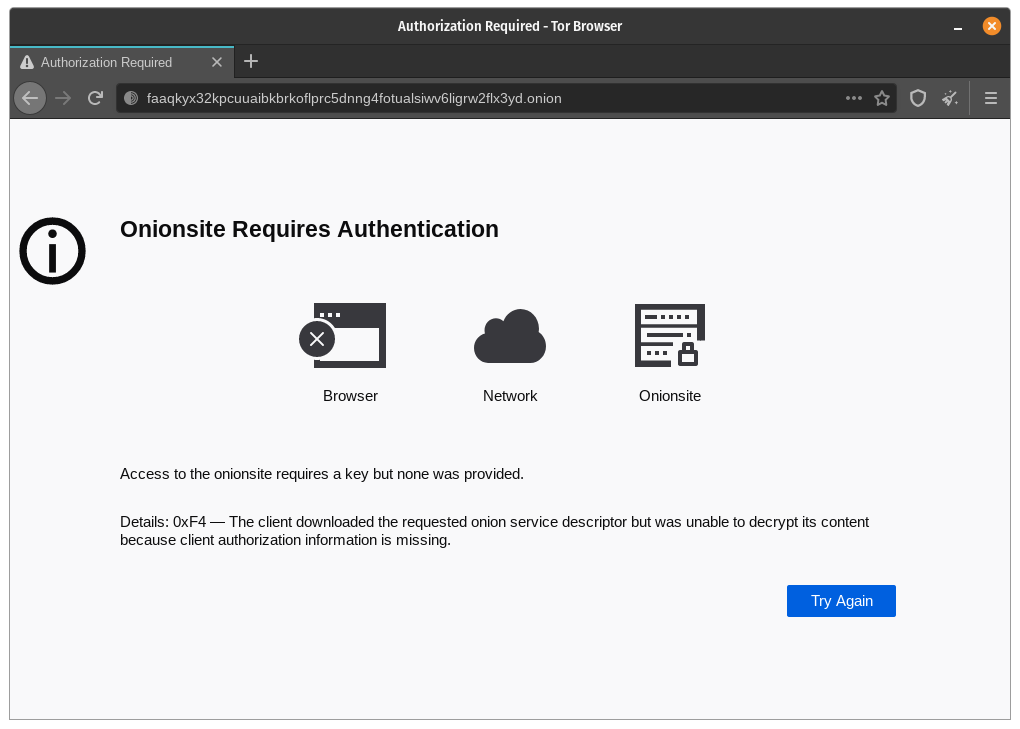 Authorization Required - Tor Browser
Authorization Required
faaqkyx32kpcuuaibkbrkoflprc5dnng4fotualsiwv6ligrw2flx3yd.onion
Onionsite Requires Authentication
Browser
Network
Onionsite
Access to the onionsite requires a key but none was provided.
Details: 0xF4 — The client downloaded the requested onion service descriptor but was unable to decrypt its content
because client authorization information is missing.
Try Again